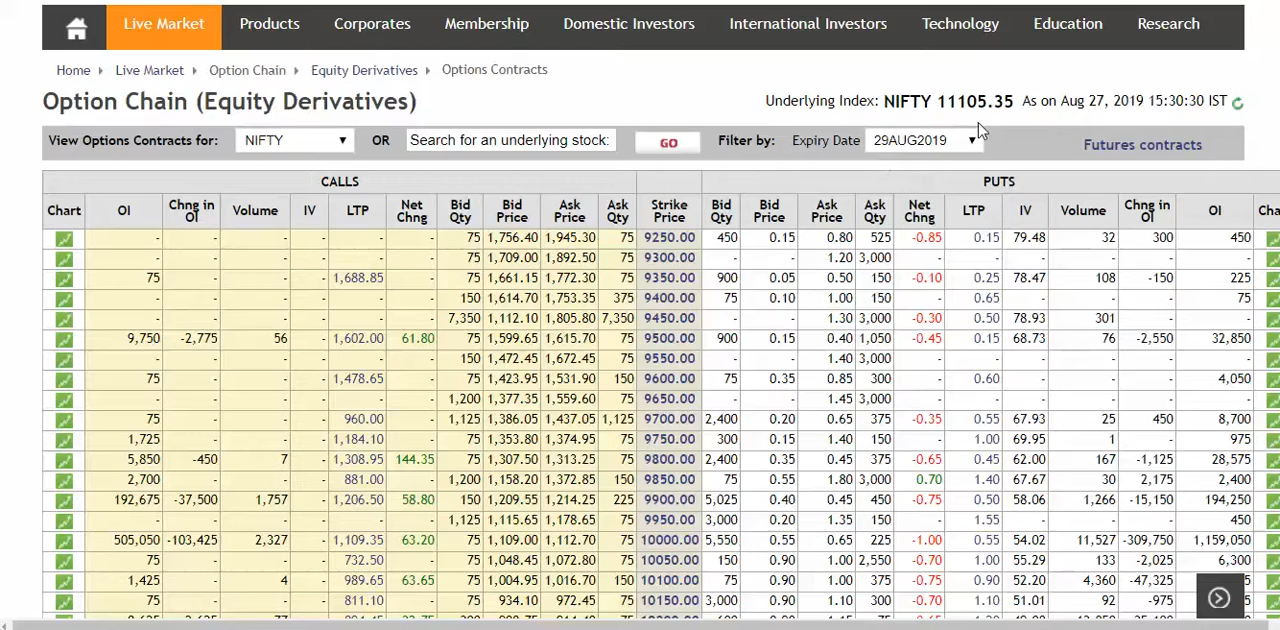 Live Market Products Corporates Membership Domestic Investors International Investors Technology Education Research
Home Live Market Option Chain Equity Derivatives Options Contracts
Option Chain (Equity Derivatives) Underlying Index: NIFTY 11105.35 As on Aug 27, 2019 15:30:30 IST
View Options Contracts for: NIFTY OR Search for an underlying stock: GO Filter by: Expiry Date 29AUG2019 Futures contracts
CALLS PUTS
Chart OI Chng in OI Volume IV LTP Net Chng Bid Qty Bid Price Ask Price Ask Qty Strike Price Bid Qty Bid Price Ask Price Ask Qty Net Chng LTP IV Volume Chng in OI OI Cha
- - - - - - 75 1,756.40 1,945.30 75 9250.00 450 0.15 0.80 525 -0.85 0.15 79.48 32 300 450
- - - - - - 75 1,709.00 1,892.50 75 9300.00 - - 1.20 3,000 - - - - - -
75 - - - 1,688.85 - 75 1,661.15 1,772.30 75 9350.00 900 0.05 0.50 150 -0.10 0.25 78.47 108 -150 225
- - - - - - 150 1,614.70 1,753.35 375 9400.00 75 0.10 1.00 150 - 0.65 - - - 75
- - - - - - 7,350 1,112.10 1,805.80 7,350 9450.00 - - 1.30 3,000 -0.30 0.50 78.93 301 - -
9,750 -2,775 56 - 1,602.00 61.80 75 1,599.65 1,615.70 75 9500.00 900 0.15 0.40 1,050 -0.45 0.15 68.73 76 -2,550 32,850
- - - - - - 150 1,472.45 1,672.45 75 9550.00 - - 1.40 3,000 - - - - - -
75 - - - 1,478.65 - 75 1,423.95 1,531.90 150 9600.00 75 0.35 0.85 300 - 0.60 - - - 4,050
- - - - - - 1,200 1,377.35 1,559.60 75 9650.00 - - 1.45 3,000 - - - - - -
75 - - - 960.00 - 1,125 1,386.05 1,437.05 1,125 9700.00 2,400 0.20 0.65 375 -0.35 0.55 67.93 25 450 8,700
1,725 - - - 1,184.10 - 75 1,353.80 1,374.95 150 9750.00 300 0.15 1.40 150 - 1.00 69.95 1 - 975
5,850 -450 7 - 1,308.95 144.35 75 1,307.50 1,313.25 75 9800.00 2,400 0.35 0.45 375 -0.65 0.45 62.00 167 -1,125 28,575
2,700 - - - 881.00 - 1,200 1,158.20 1,372.85 150 9850.00 75 0.55 1.80 3,000 0.70 1.40 67.67 30 2,175 2,400
192,675 -37,500 1,757 - 1,206.50 58.80 150 1,209.55 1,214.25 225 9900.00 5,025 0.40 0.45 450 -0.75 0.50 58.06 1,266 -15,150 194,250
- - - - - - 1,125 1,115.65 1,178.65 75 9950.00 3,000 0.20 1.35 150 - 1.55 - - - 450
505,050 -103,425 2,327 - 1,109.35 63.20 75 1,109.00 1,112.70 75 10000.00 5,550 0.55 0.65 225 -1.00 0.55 54.02 11,527 -309,750 1,159,050
75 - - - 732.50 - 75 1,048.45 1,072.80 75 10050.00 150 0.90 1.00 2,550 -0.70 1.00 55.29 133 -2,025 6,300
1,425 - 4 - 989.65 63.65 75 1,004.95 1,016.70 150 10100.00 75 0.90 1.00 375 -0.75 0.90 52.20 4,360 -47,325
75 - - - 811.10 - 75 934.10 972.45 75 10150.00 3,000 0.90 1.10 300 -0.70 1.10 51.01 92 -975